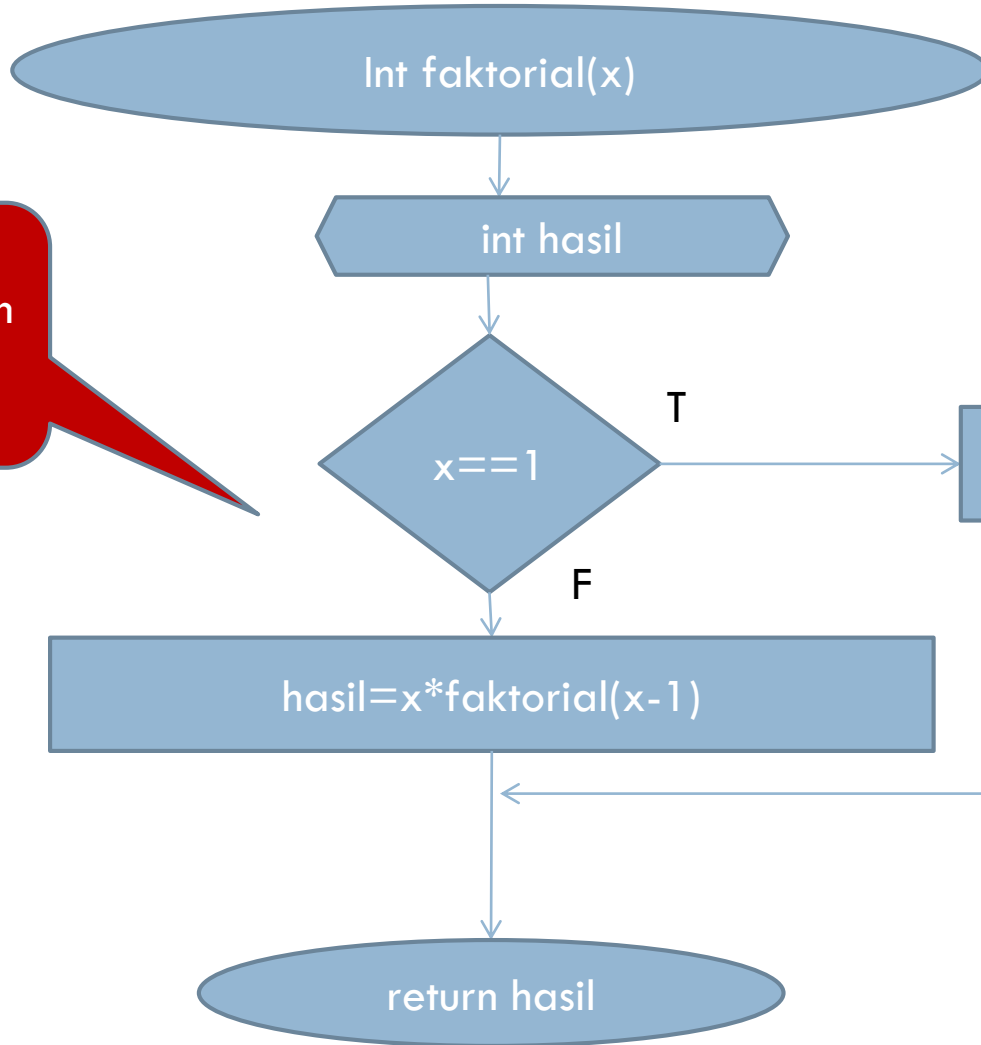 Int faktorial(x)
int hasil
x==1
T
F
hasil=x*faktorial(x-1)
return hasil